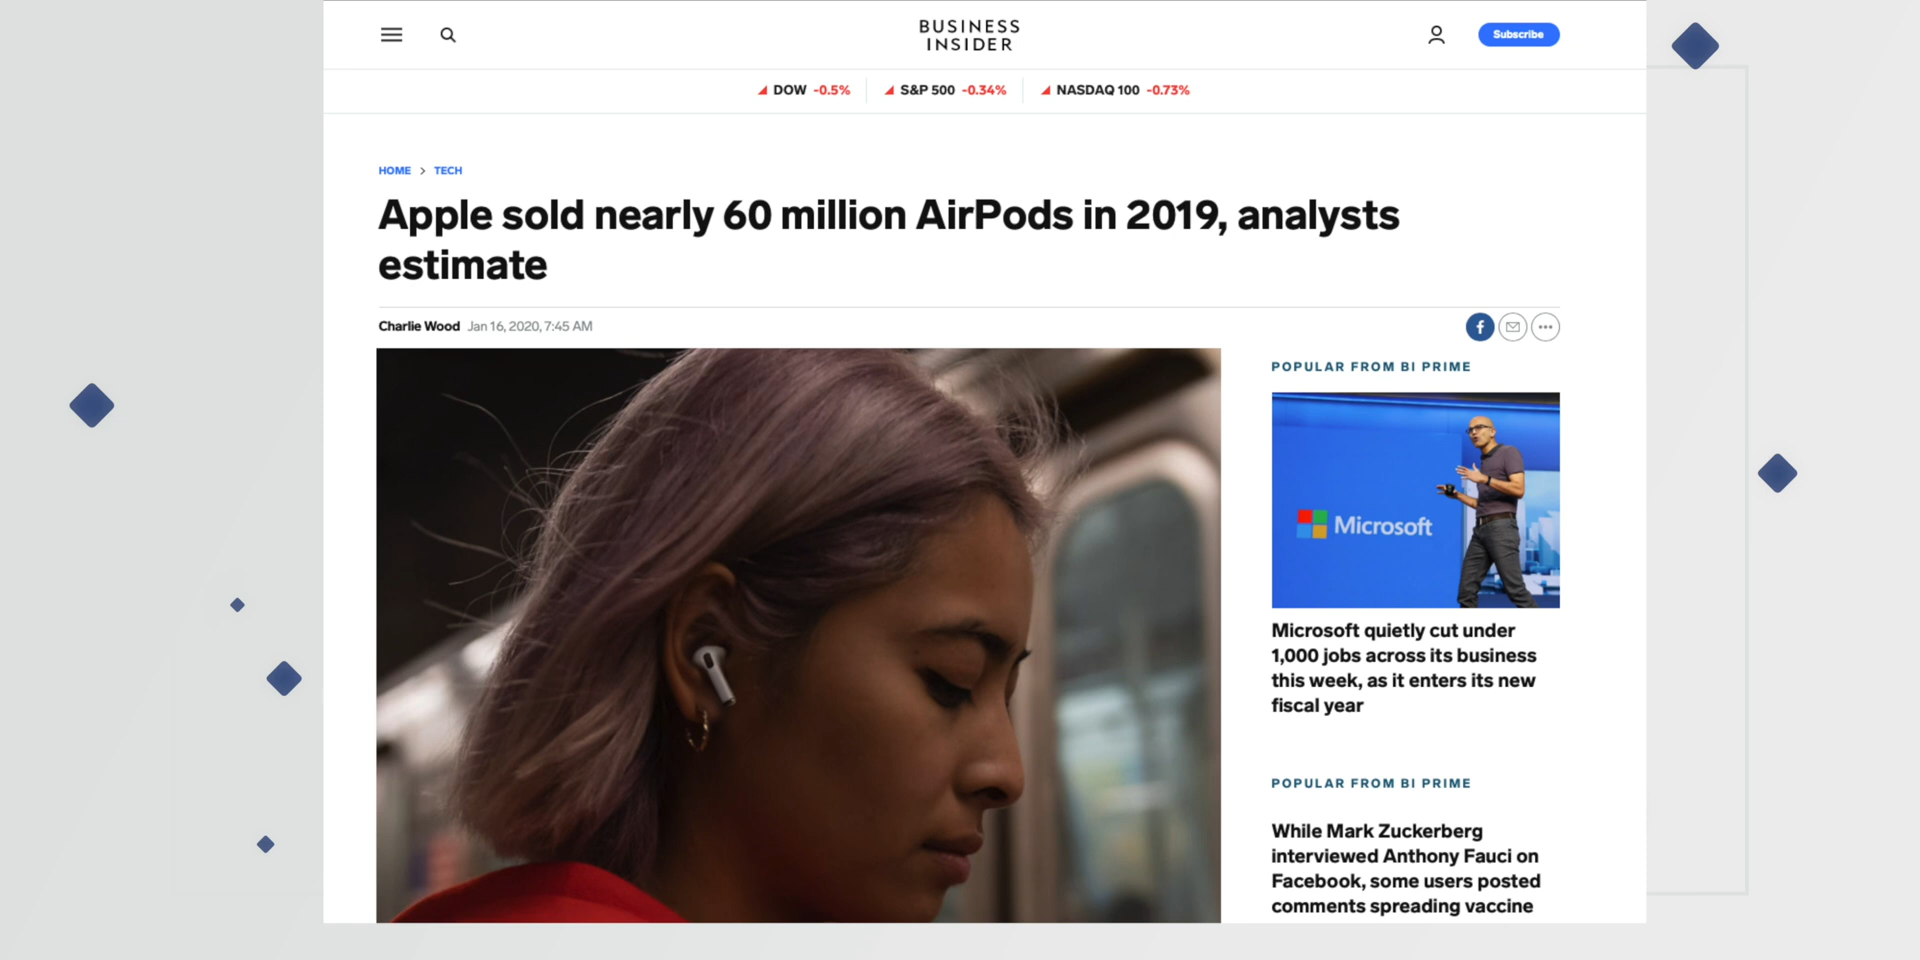 BUSINESS
INSIDER
Subscribe
DOW -0.5%
S&P 500 -0.34%
NASDAQ 100 -0.73%
HOME > TECH
Apple sold nearly 60 million AirPods in 2019, analysts
estimate
Charlie Wood Jan 16, 2020, 7:45 AM
POPULAR FROM BI PRIME
Microsoft
Microsoft quietly cut under
1,000 jobs across its business
this week, as it enters its new
fiscal year
POPULAR FROM BI PRIME
While Mark Zuckerberg
interviewed Anthony Fauci on
Facebook, some users posted
comments spreading vaccine